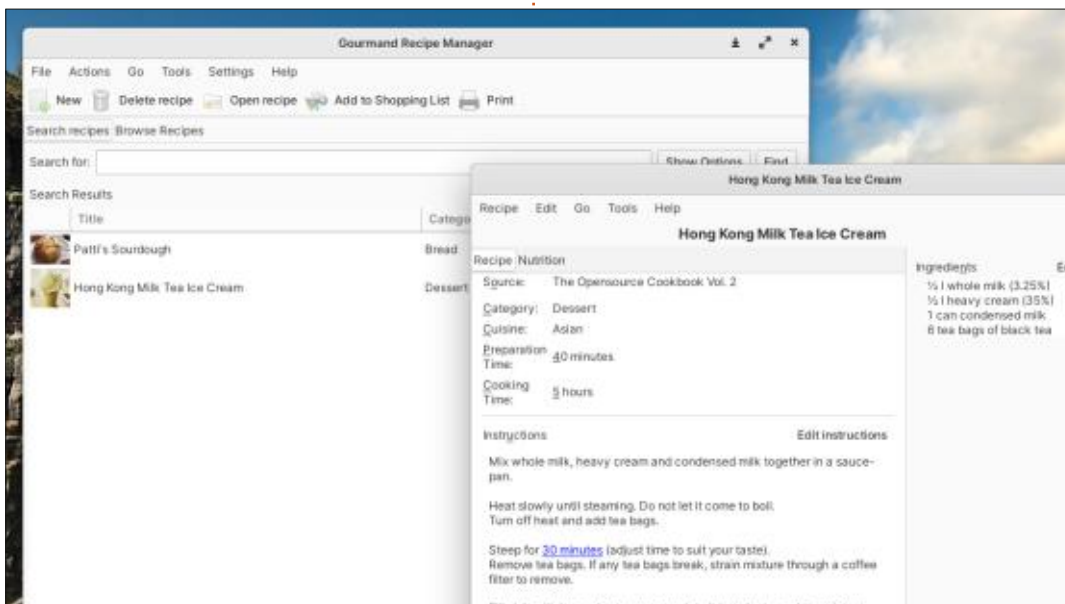 Gourmand Recipe Manager
File Actions Go Tools Settings Help
New Delete recipe Open recipe Add to Shopping List Print
Search recipes Browse Recipes
Search for: Show Options Find
Search Results
Title Catego
Patti's Sourdough Bread
Hong Kong Milk Tea Ice Cream Dessert
Hong Kong Milk Tea Ice Cream
Recipe Edit Go Tools Help
Hong Kong Milk Tea Ice Cream
Recipe Nutrition
Source: The Opensource Cookbook Vol. 2
Category: Dessert
Cuisine: Asian
Preparation
Time: 40 minutes
Cooking
Time: 5 hours
Instructions Edit instructions
Mix whole milk, heavy cream and condensed milk together in a sauce-
pan.
Heat slowly until steaming. Do not let it come to boil.
Turn off heat and add tea bags.
Steep for 30 minutes (adjust time to suit your taste).
Remove tea bags. If any tea bags break, strain mixture through a coffee
filter to remove.
Ingredients E
l whole milk (3.25%)
l heavy cream (35%)
1 can condensed milk
6 tea bags of black tea